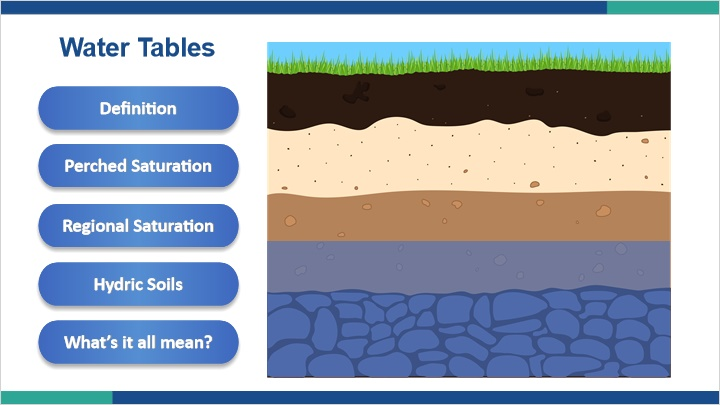 Water Tables
Definition
Perched Saturation
Regional Saturation
Hydric Soils
What's it all mean?